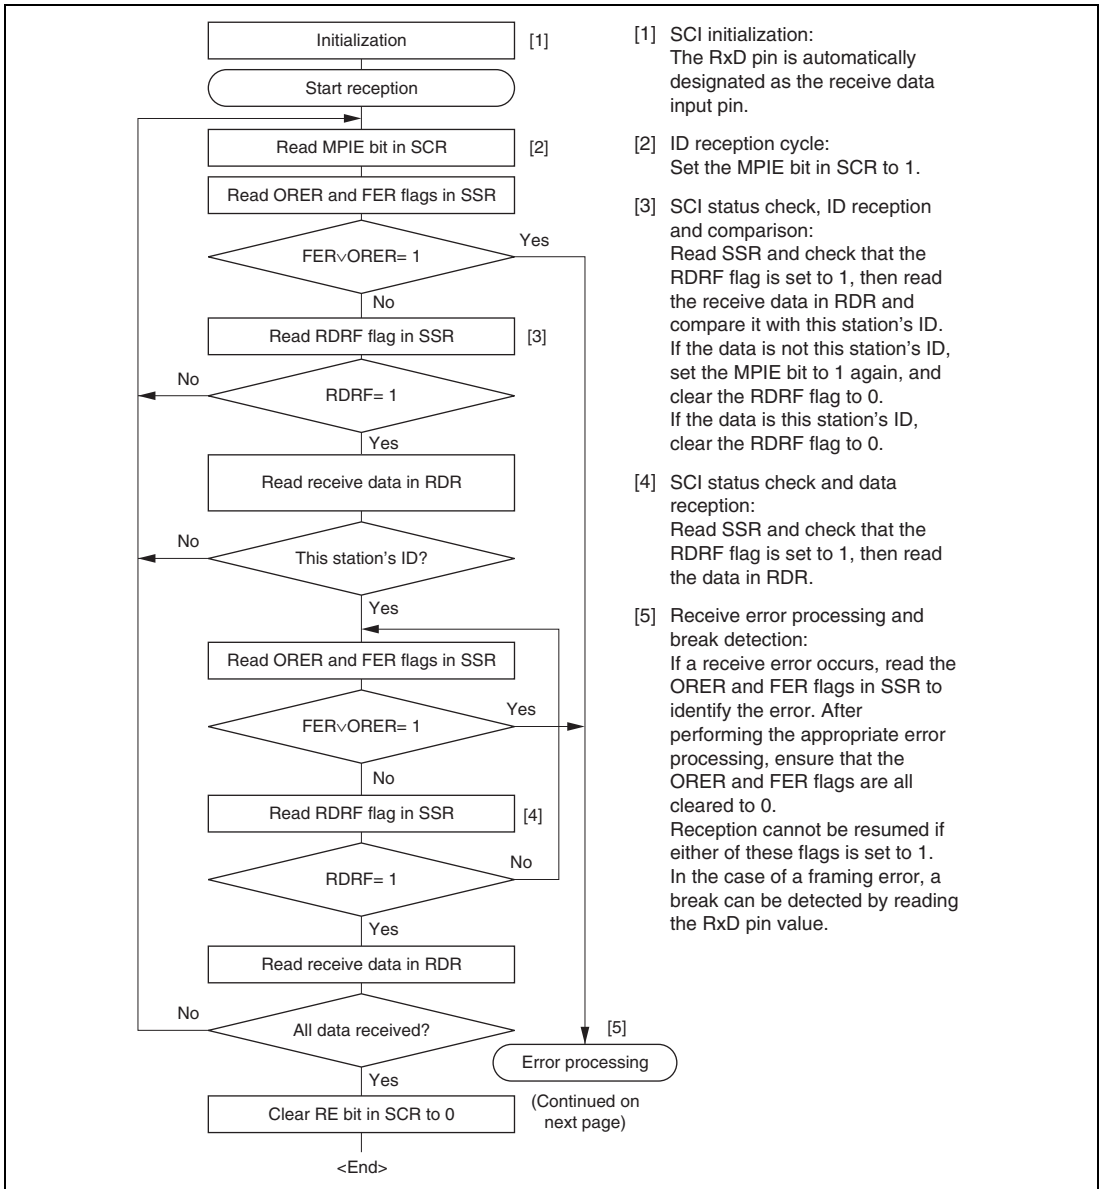 Initialization
[1]
Start reception
Read MPIE bit in SCR
[2]
Read ORER and FER flags in SSR
FER∨ORER= 1
Yes
No
Read RDRF flag in SSR
[3]
No
RDRF= 1
Yes
Read receive data in RDR
No
This station's ID?
Yes
Read ORER and FER flags in SSR
FER∨ORER= 1
Yes
No
Read RDRF flag in SSR
[4]
RDRF= 1
No
Yes
Read receive data in RDR
No
All data received?
Yes
Clear RE bit in SCR to 0
<End>
[5]
Error processing
(Continued on
next page)
[1] SCI initialization:
The RxD pin is automatically
designated as the receive data
input pin.
[2] ID reception cycle:
Set the MPIE bit in SCR to 1.
[3] SCI status check, ID reception
and comparison:
Read SSR and check that the
RDRF flag is set to 1, then read
the receive data in RDR and
compare it with this station's ID.
If the data is not this station's ID,
set the MPIE bit to 1 again, and
clear the RDRF flag to 0.
If the data is this station's ID,
clear the RDRF flag to 0.
[4] SCI status check and data
reception:
Read SSR and check that the
RDRF flag is set to 1, then read
the data in RDR.
[5] Receive error processing and
break detection:
If a receive error occurs, read the
ORER and FER flags in SSR to
identify the error. After
performing the appropriate error
processing, ensure that the
ORER and FER flags are all
cleared to 0.
Reception cannot be resumed if
either of these flags is set to 1.
In the case of a framing error, a
break can be detected by reading
the RxD pin value.